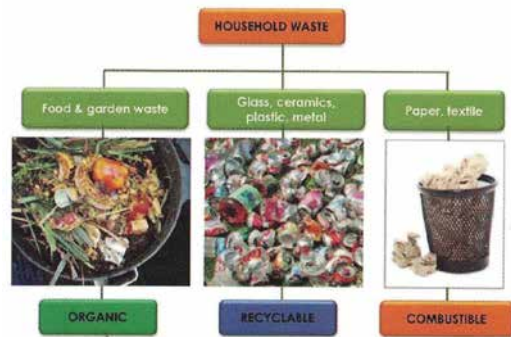 HOUSEHOLD WASTE
Food & garden waste
Glass, ceramics,
plastic, metal
Paper, textile
ORGANIC
RECYCLABLE
COMBUSTIBLE